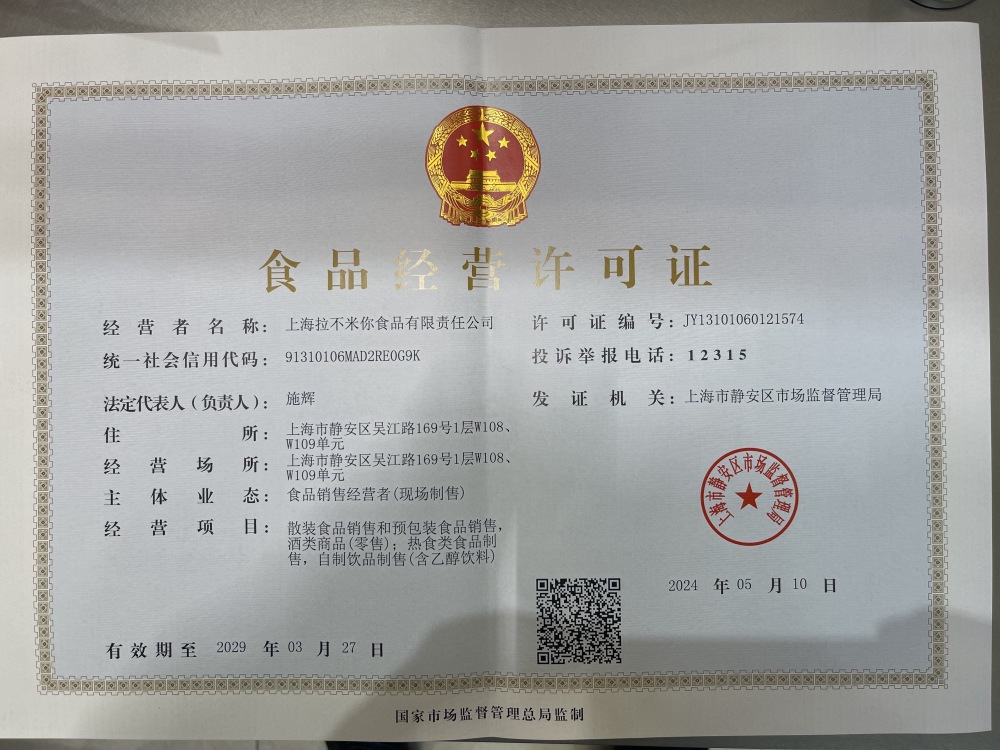 食品经营许可证
经营者名称：上海拉不米你食品有限责任公司
统一社会信用代码：91310106MAD2RE0G9K
法定代表人（负责人）：施辉
住所：上海市静安区吴江路169号1层W108、
W109单元
经营场所：上海市静安区吴江路169号1层W108、
W109单元
主体业态：食品销售经营者(现场制售)
经营项目：散装食品销售和预包装食品销售，
酒类商品(零售)；热食类食品制
售，自制饮品制售(含乙醇饮料)
有效期至 2029 年 03 月 27 日
许可证编号：JY13101060121574
投诉举报电话：12315
发证机关：上海市静安区市场监督管理局
上海市静安区市场监督管理局
2024 年 05 月 10 日
国家市场监督管理总局监制